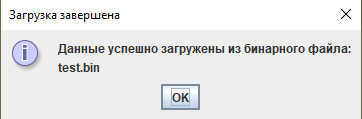 Загрузка завершена
Данные успешно загружены из бинарного файла:
test.bin
OK